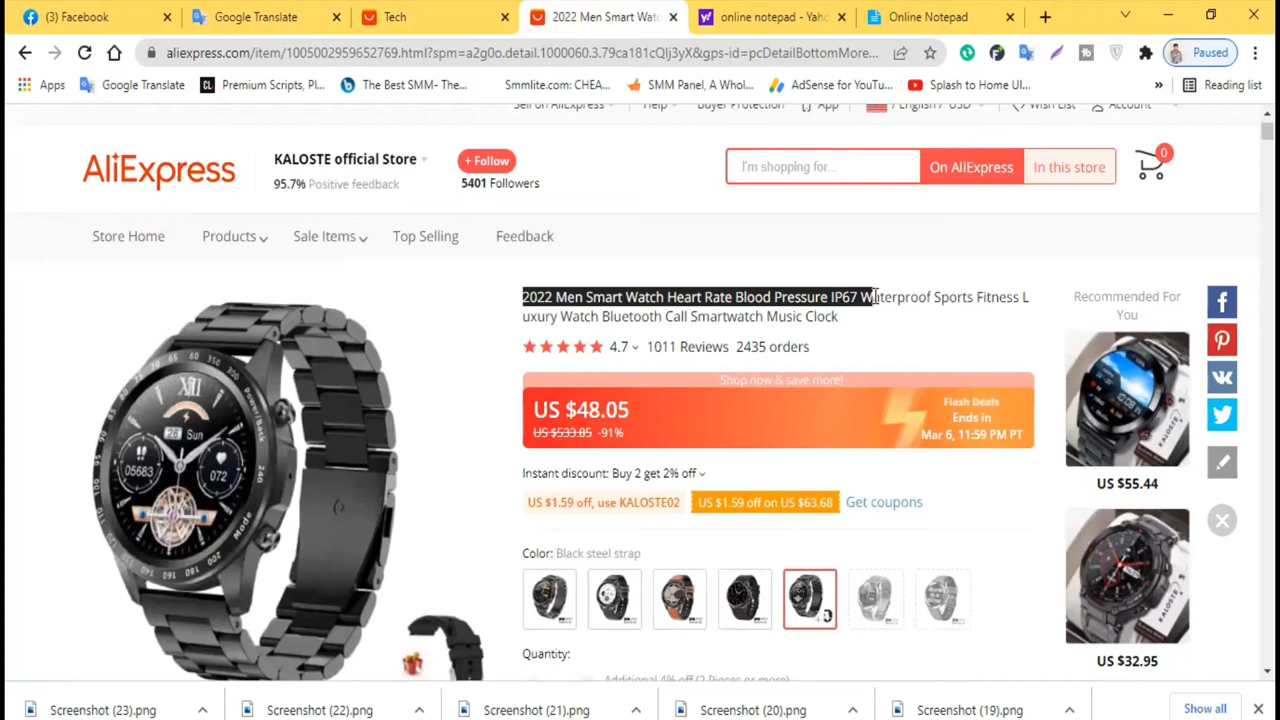 (3) Facebook
Google Translate
Tech
2022 Men Smart Watc
online notepad - Yaho
Online Notepad
aliexpress.com/item/1005002959652769.html?spm=a2g0o.detail.1000060.3.79ca181cQIj3yX&gps-id=pcDetailBottomMore...
Paused
Apps
Google Translate
Premium Scripts, Pl...
The Best SMM- The...
Smmlite.com: CHEA...
SMM Panel, A Whol...
AdSense for YouTu...
Splash to Home UI...
»
Reading list
Sell on AliExpress
Help
Buyer Protection
App
/ English / USD
Wish List
Account
AliExpress
KALOSTE official Store
95.7% Positive feedback
+ Follow
5401 Followers
I'm shopping for...
On AliExpress
In this store
0
Store Home
Products
Sale Items
Top Selling
Feedback
2022 Men Smart Watch Heart Rate Blood Pressure IP67 Waterproof Sports Fitness L
uxury Watch Bluetooth Call Smartwatch Music Clock
4.7
1011 Reviews
2435 orders
Shop now & save more!
US $48.05
US $533.85 -91%
Flash Deals
Ends in
Mar 6, 11:59 PM PT
Instant discount: Buy 2 get 2% off
US $1.59 off, use KALOSTE02
US $1.59 off on US $63.68
Get coupons
Color: Black steel strap
Quantity:
Additional 4% off (2 Pieces or more)
Recommended For
You
US $55.44
US $32.95
Screenshot (23).png
Screenshot (22).png
Screenshot (21).png
Screenshot (20).png
Screenshot (19).png
Show all